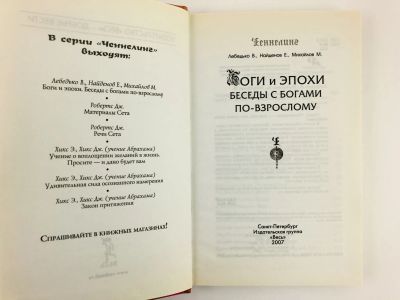 В серии «Ченнелинг»
выходят:
Лебедько В., Найденов Е., Михайлов М.
Боги и эпохи. Беседы с богами по-взрослому
Робертс Дж.
Материалы Сета
Робертс Дж.
Речи Сета
Хикс Э., Хикс Дж. (учение Абрахама)
Учение о воплощении желаний в жизнь.
Просите — и дано будет вам
Хикс Э., Хикс Дж. (учение Абрахама)
Удивительная сила осознанного намерения
Хикс Э., Хикс Дж. (учение Абрахама)
Закон притяжения
СПРАШИВАЙТЕ В КНИЖНЫХ МАГАЗИНАХ!
Ченнелинг
Лебедько В., Найденов Е., Михайлов М.
БОГИ И ЭПОХИ
БЕСЕДЫ С БОГАМИ
ПО-ВЗРОСЛОМУ
Санкт-Петербург
Издательская группа
«Весь»
2007